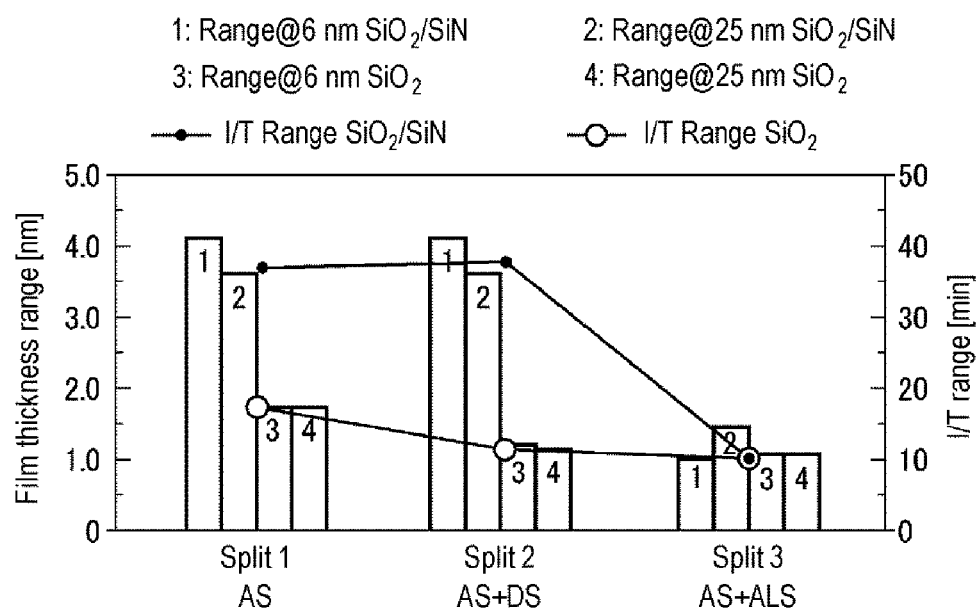 1: Range@6 nm SiO₂/SiN 2: Range@25 nm SiO₂/SiN
3: Range@6 nm SiO₂ 4: Range@25 nm SiO₂
I/T Range SiO₂/SiN I/T Range SiO₂
Film thickness range [nm]
5.0
4.0
3.0
2.0
1.0
0
1 2 3 4
1 2 3 4
1 2 3 4
50
40
30
20
10
0
I/T range [min]
Split 1 Split 2 Split 3
AS AS+DS AS+ALS